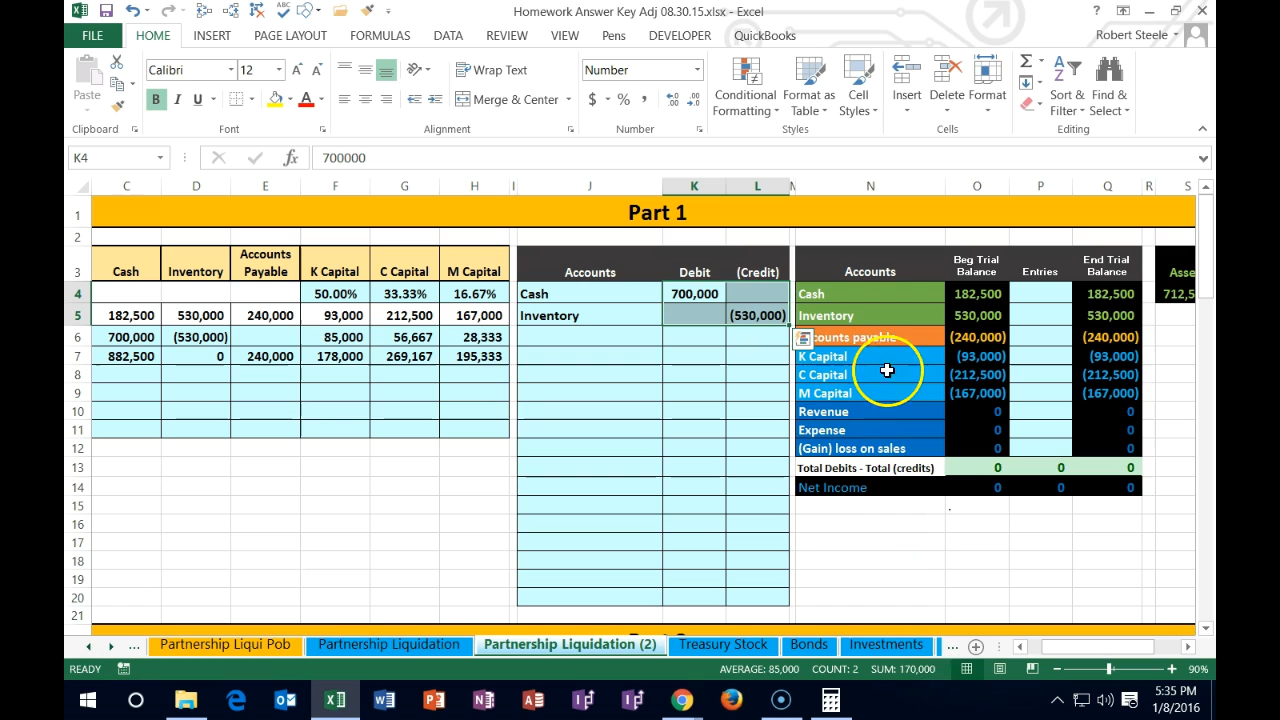 Homework Answer Key Adj 08.30.15.xlsx - Excel
?
FILE HOME INSERT PAGE LAYOUT FORMULAS DATA REVIEW VIEW Pens DEVELOPER QuickBooks Robert Steele
Paste
Calibri 12
Wrap Text
Number
B I U
Merge & Center
$ % ,
Conditional Formatting
Format as Table
Cell Styles
Insert
Delete
Format
Sort & Filter
Find & Select
Clipboard Font Alignment Number Styles Cells Editing
K4 fx 700000
C D E F G H I J K L M N O P Q R S
1 Part 1
2
3 Cash Inventory Accounts Payable K Capital C Capital M Capital Accounts Debit (Credit) Accounts Beg Trial Balance Entries End Trial Balance Asse
4 50.00% 33.33% 16.67% Cash 700,000 Cash 182,500 182,500 712,5
5 182,500 530,000 240,000 93,000 212,500 167,000 Inventory (530,000) Inventory 530,000 530,000
6 700,000 (530,000) 85,000 56,667 28,333 ccounts payable (240,000) (240,000)
7 882,500 0 240,000 178,000 269,167 195,333 K Capital (93,000) (93,000)
8 C Capital (212,500) (212,500)
9 M Capital (167,000) (167,000)
10 Revenue 0 0
11 Expense 0 0
12 (Gain) loss on sales 0 0
13 Total Debits - Total (credits) 0 0 0
14 Net Income 0 0 0
15
16
17
18
19
20
21
... Partnership Liqui Pob Partnership Liquidation Partnership Liquidation (2) Treasury Stock Bonds Investments ...
READY AVERAGE: 85,000 COUNT: 2 SUM: 170,000 90%
5:35 PM
1/8/2016